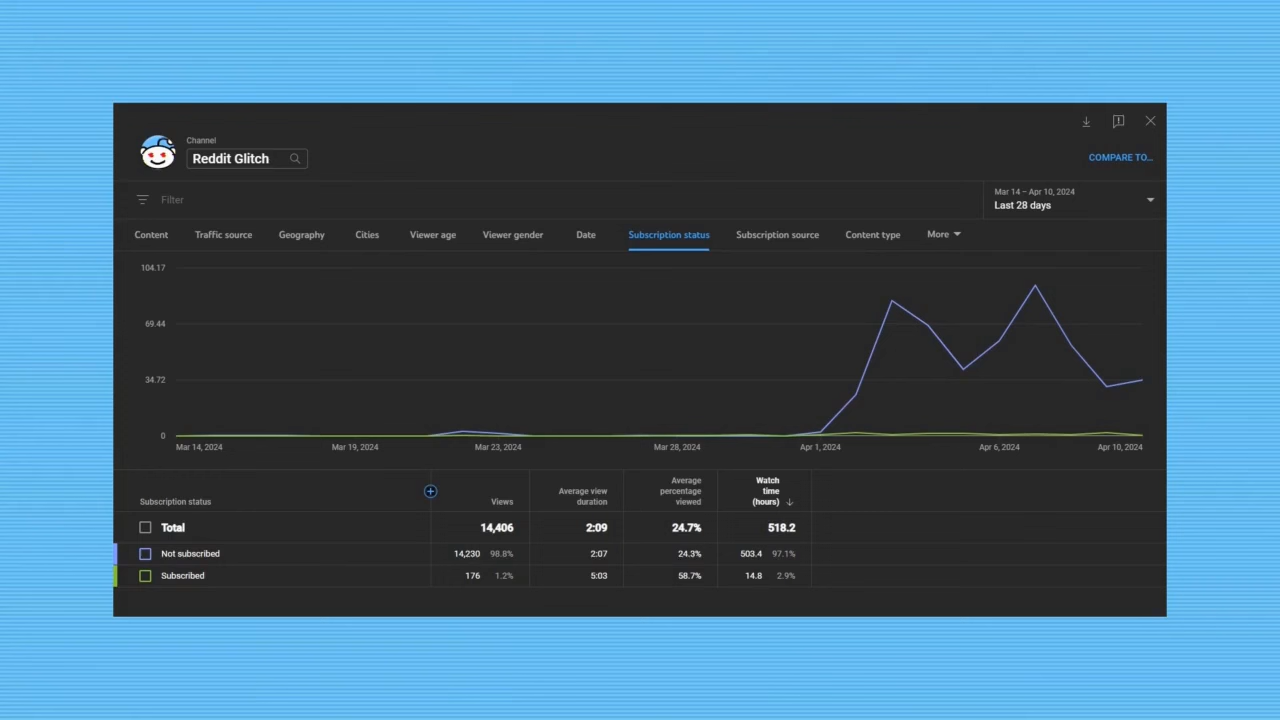 Channel
Reddit Glitch
COMPARE TO...
Filter
Mar 14 – Apr 10, 2024
Last 28 days
Content Traffic source Geography Cities Viewer age Viewer gender Date Subscription status Subscription source Content type More
104.17
69.44
34.72
0
Mar 14, 2024 Mar 19, 2024 Mar 23, 2024 Mar 28, 2024 Apr 1, 2024 Apr 6, 2024 Apr 10, 2024
Subscription status Views Average view duration Average percentage viewed Watch time (hours)
Total 14,406 2:09 24.7% 518.2
Not subscribed 14,230 98.8% 2:07 24.3% 503.4 97.1%
Subscribed 176 1.2% 5:03 58.7% 14.8 2.9%